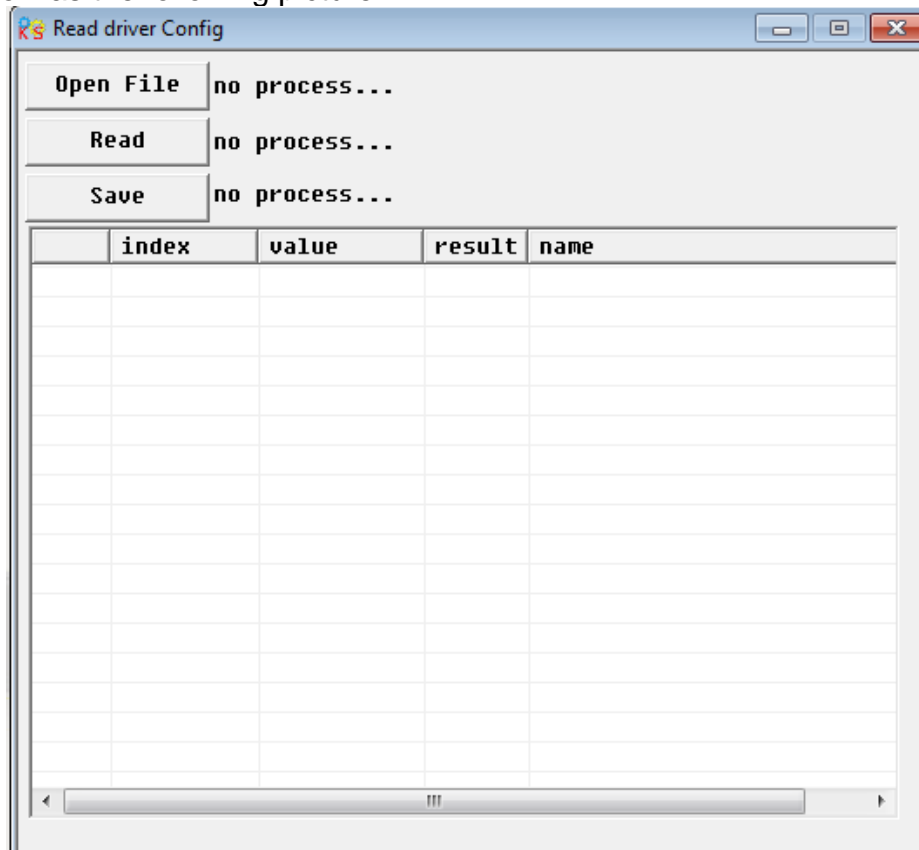 Read driver Config
Open File no process...
Read no process...
Save no process...
index value result name